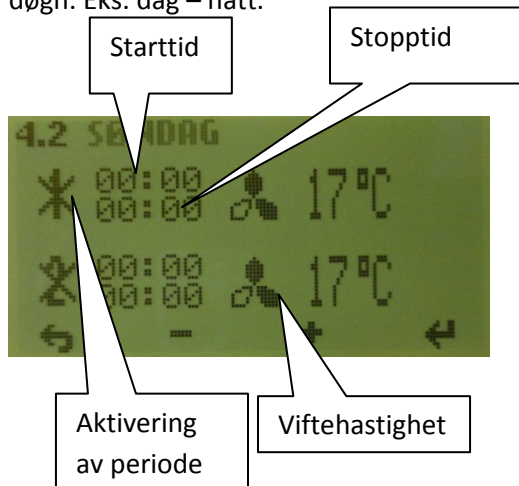 døgn. Eks. dag – natt.
Starttid
Stopptid
4.2 SØNDAG
00:00
00:00
17°C
00:00
00:00
17°C
- +
Aktivering
av periode
Viftehastighet